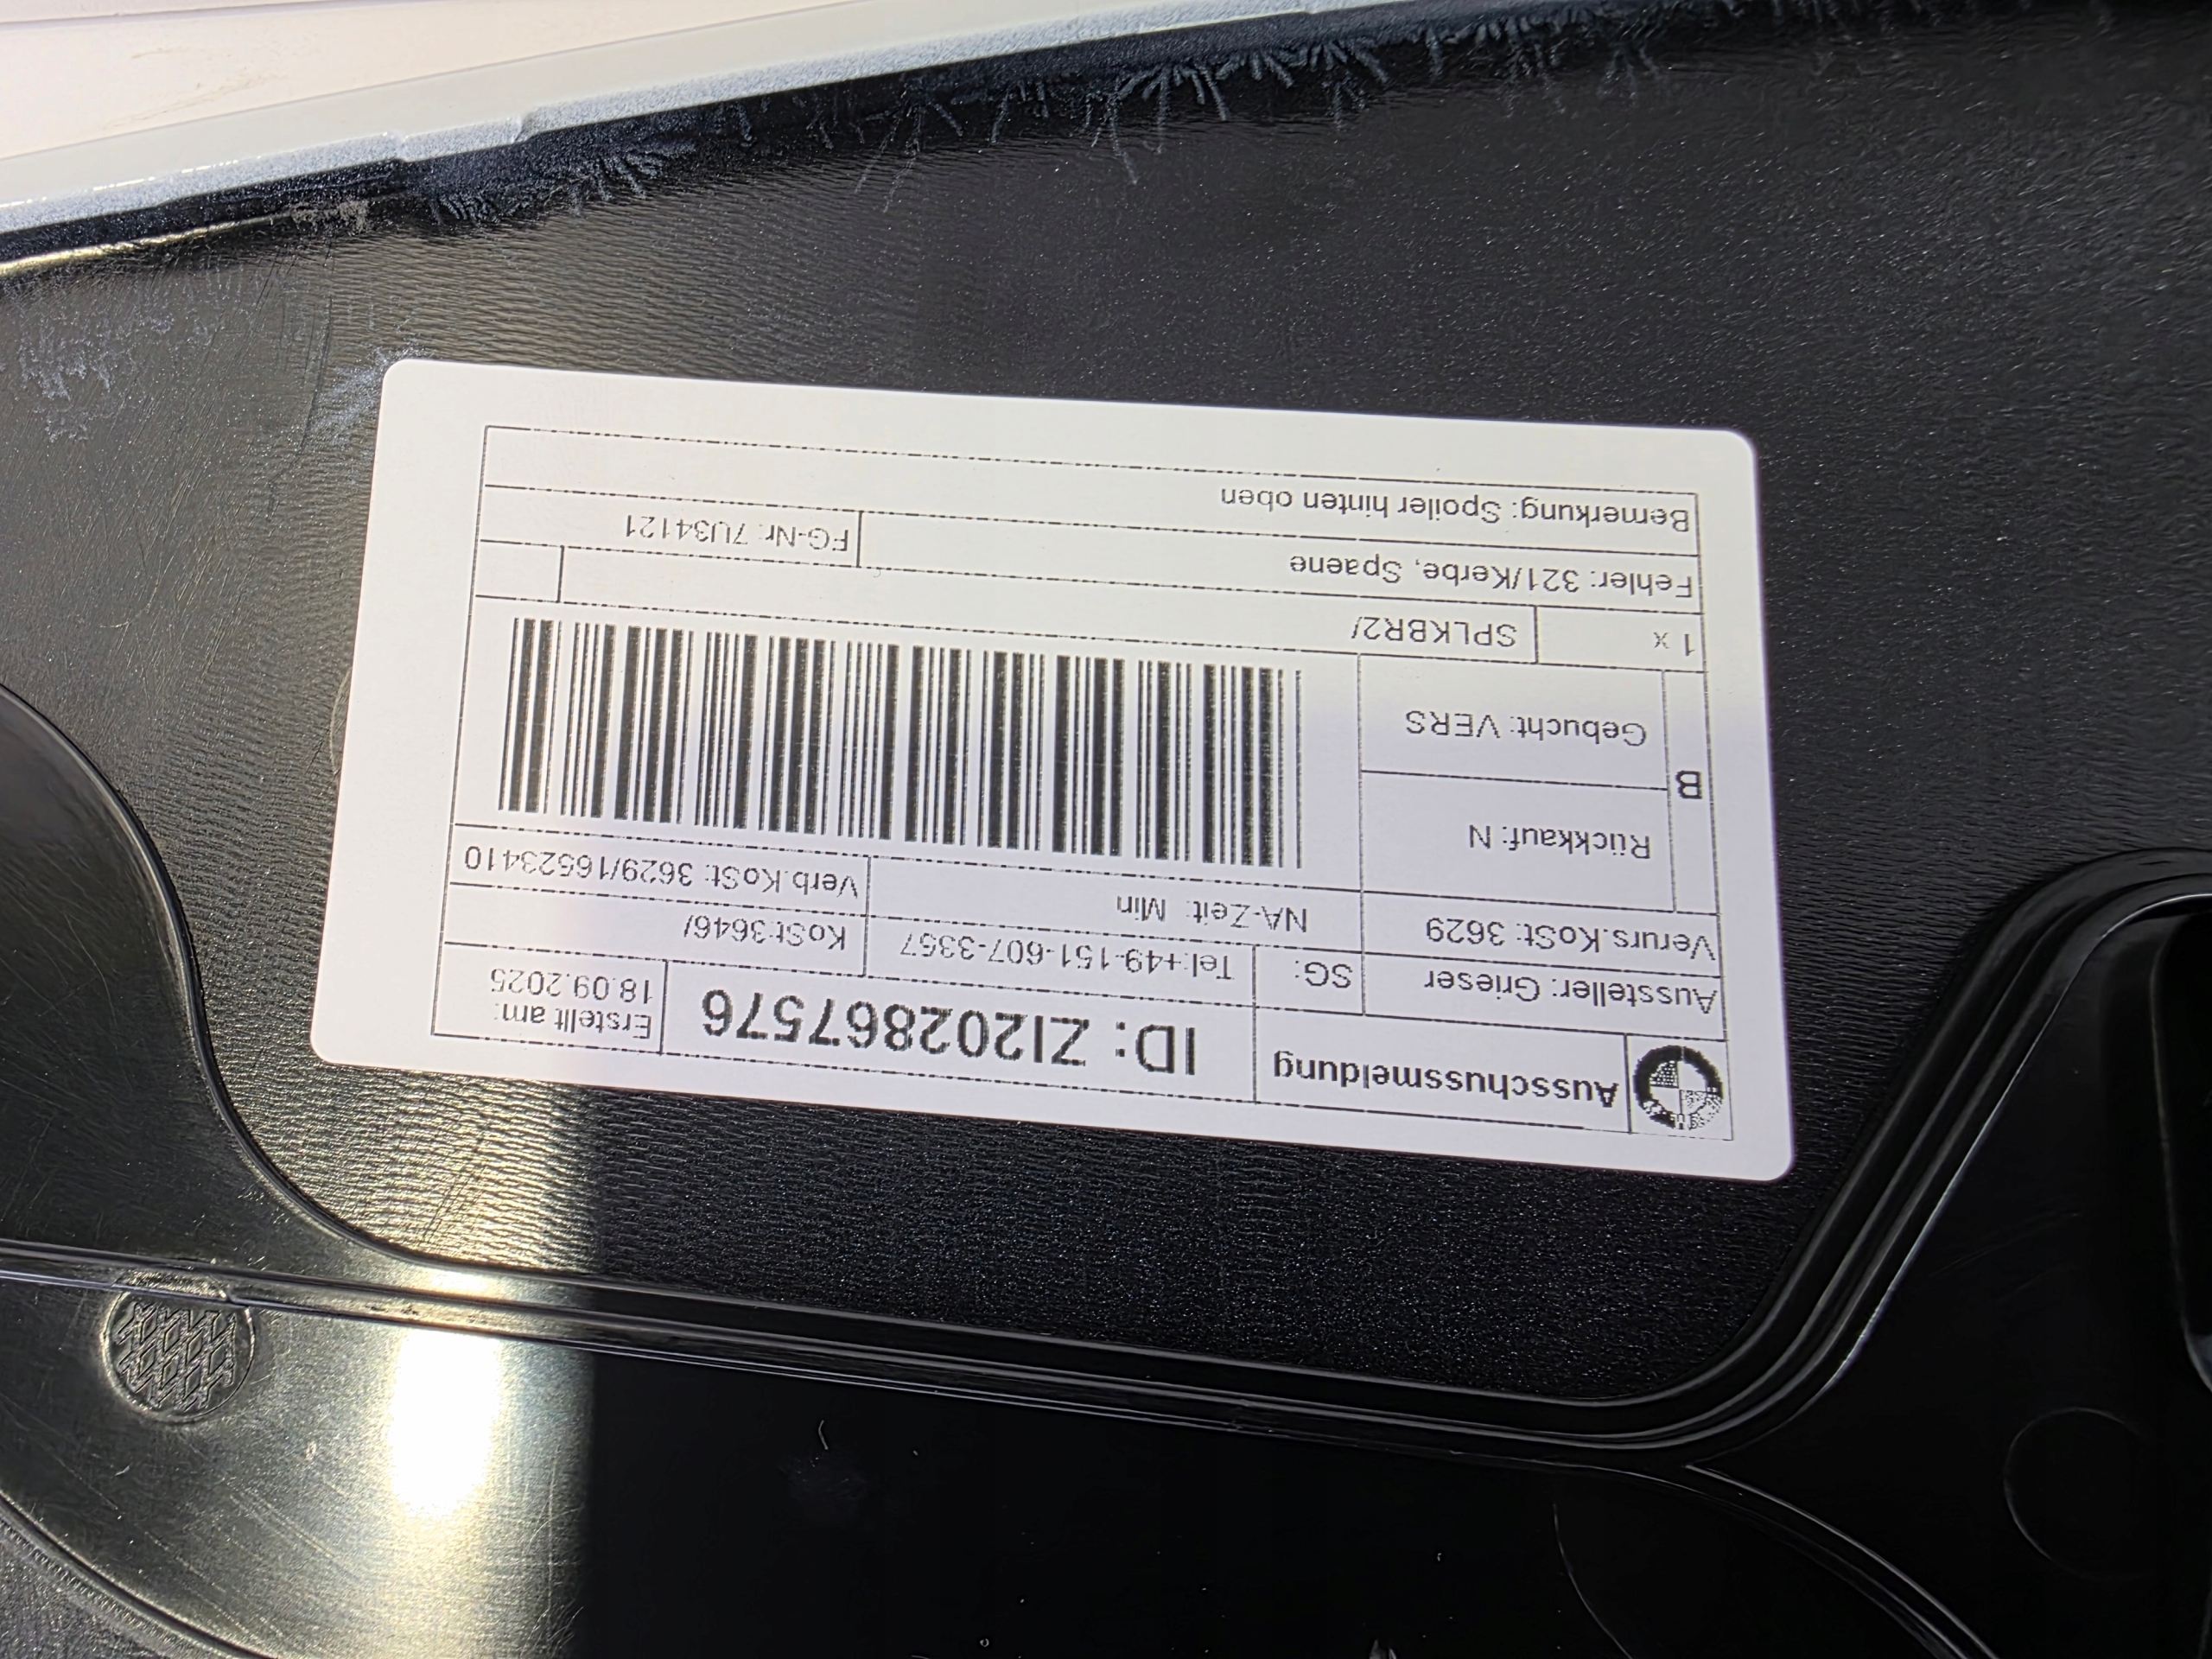 Ausschussmeldung
ID: ZI202867576
Erstellt am:
18.09.2025
Aussteller: Grieser
SG:
Tel:+49-151-607-3357
KoSt:3646/
Verurs.KoSt: 3629
NA-Zeit: Min
Verb.KoSt: 3629/16523410
B
Rückkauf: N
Gebucht: VERS
1 x
SPLKBR2/
Fehler: 321/Kerbe, Spaene
FG-Nr: 7U34121
Bemerkung: Spoiler hinten oben